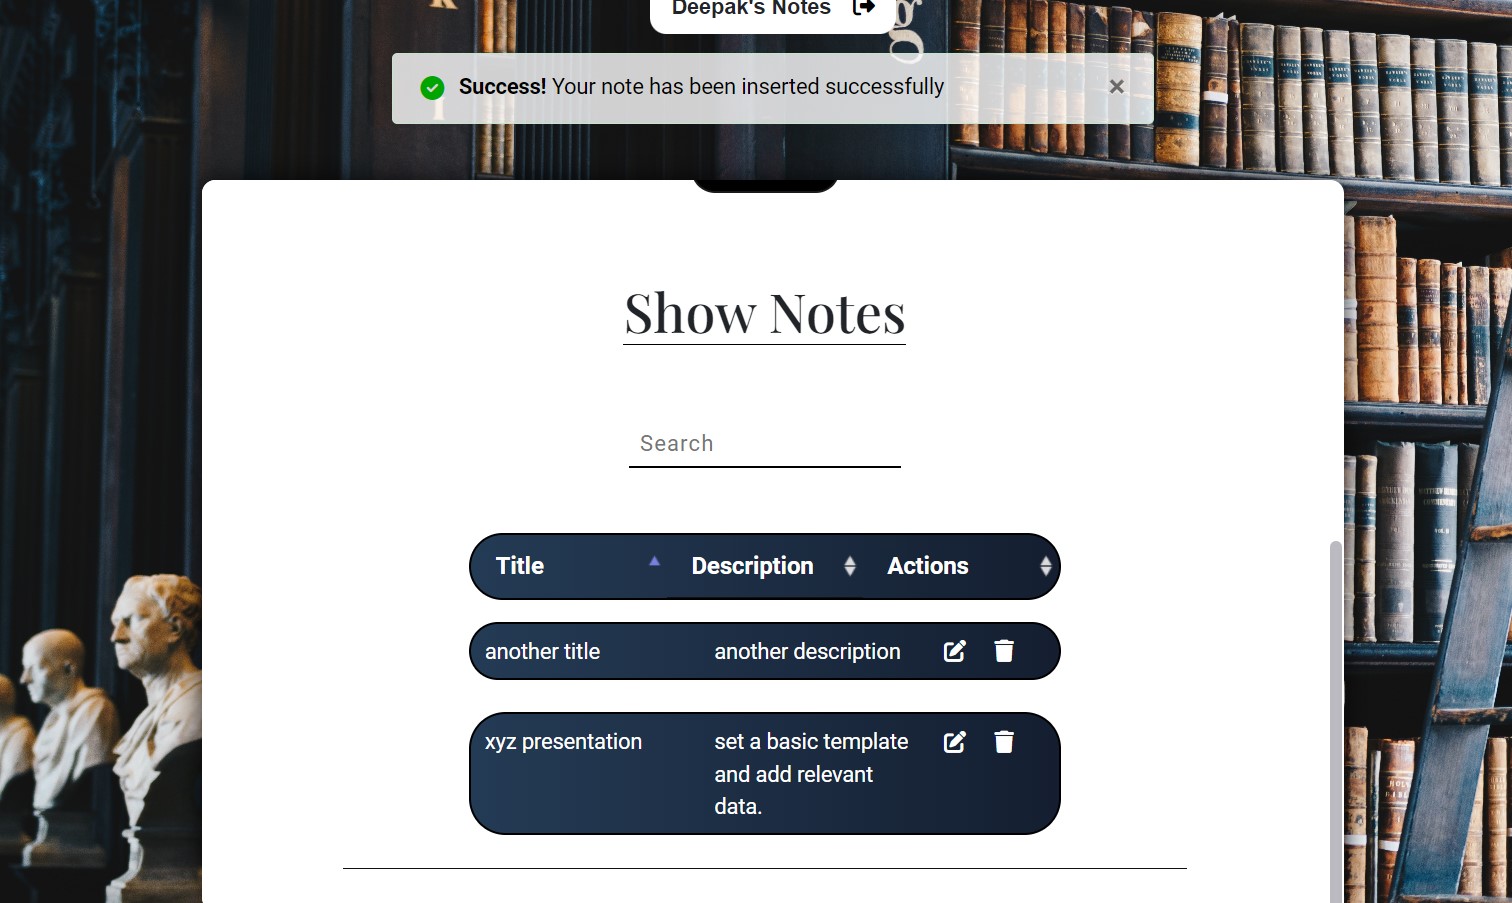 Deepak's Notes
Success! Your note has been inserted successfully
Show Notes
Search
Title Description Actions
another title another description
xyz presentation set a basic template
and add relevant
data.